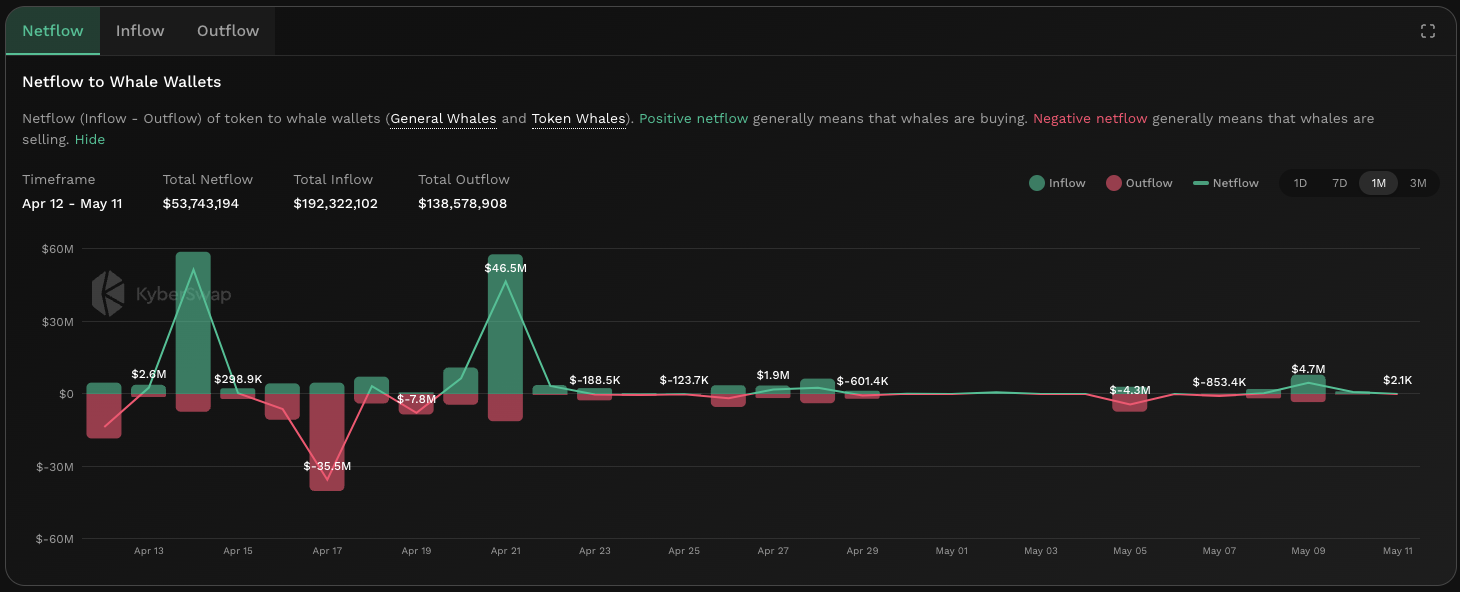 Netflow Inflow Outflow
Netflow to Whale Wallets
Netflow (Inflow - Outflow) of token to whale wallets (General Whales and Token Whales). Positive netflow generally means that whales are buying. Negative netflow generally means that whales are
selling. Hide
Timeframe Total Netflow Total Inflow Total Outflow
Apr 12 - May 11 $53,743,194 $192,322,102 $138,578,908
Inflow Outflow Netflow 1D 7D 1M 3M
$60M
$46.5M
KyberSwap
$30M
$2.6M $298.9K $-188.5K $-123.7K $1.9M $-601.4K $-853.4K $4.7M $2.1K
$0 $-7.8M $-4.3M
$-30M $-35.5M
$-60M
Apr 13 Apr 15 Apr 17 Apr 19 Apr 21 Apr 23 Apr 25 Apr 27 Apr 29 May 01 May 03 May 05 May 07 May 09 May 11